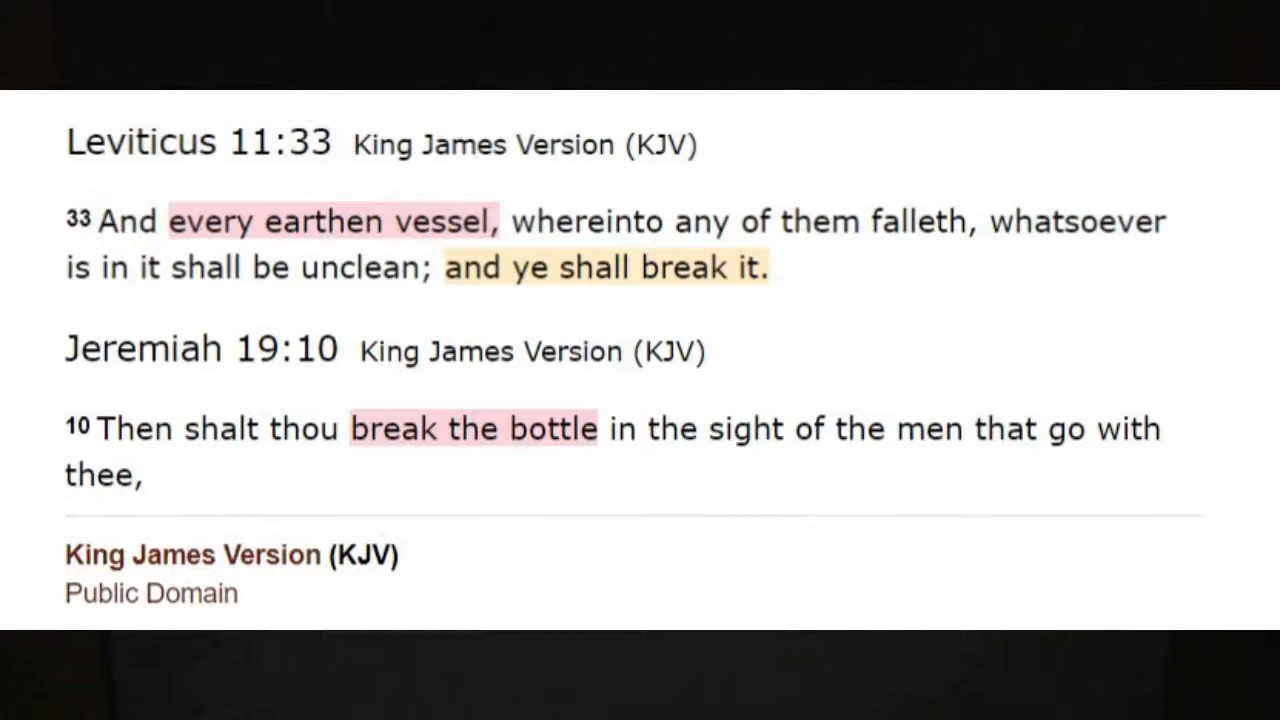 Leviticus 11:33 King James Version (KJV)
33 And every earthen vessel, whereinto any of them falleth, whatsoever
is in it shall be unclean; and ye shall break it.
Jeremiah 19:10 King James Version (KJV)
10 Then shalt thou break the bottle in the sight of the men that go with
thee,
King James Version (KJV)
Public Domain